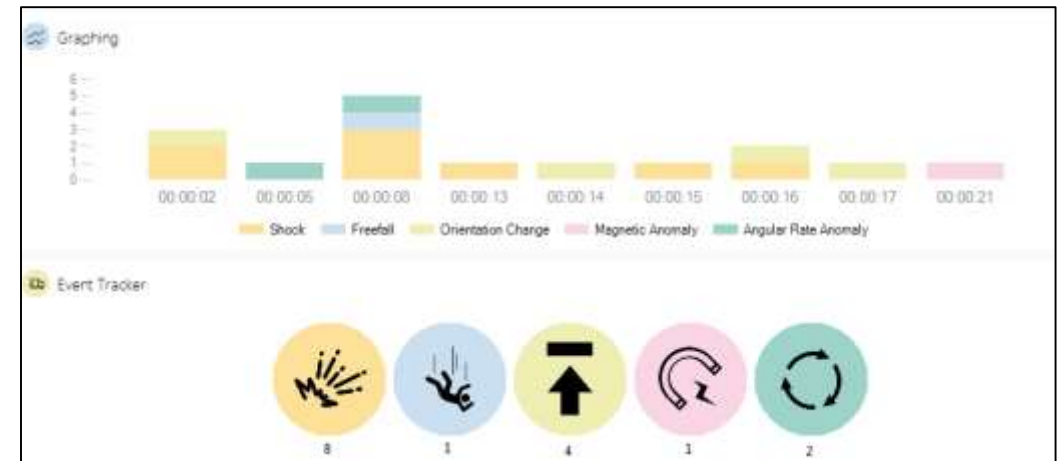 Graphing
6
5
4
3
2
1
0
00:00:02 00:00:05 00:00:08 00:00:13 00:00:14 00:00:15 00:00:16 00:00:17 00:00:21
Shock Freefall Orientation Change Magnetic Anomaly Angular Rate Anomaly
Event Tracker
8 1 4 1 2